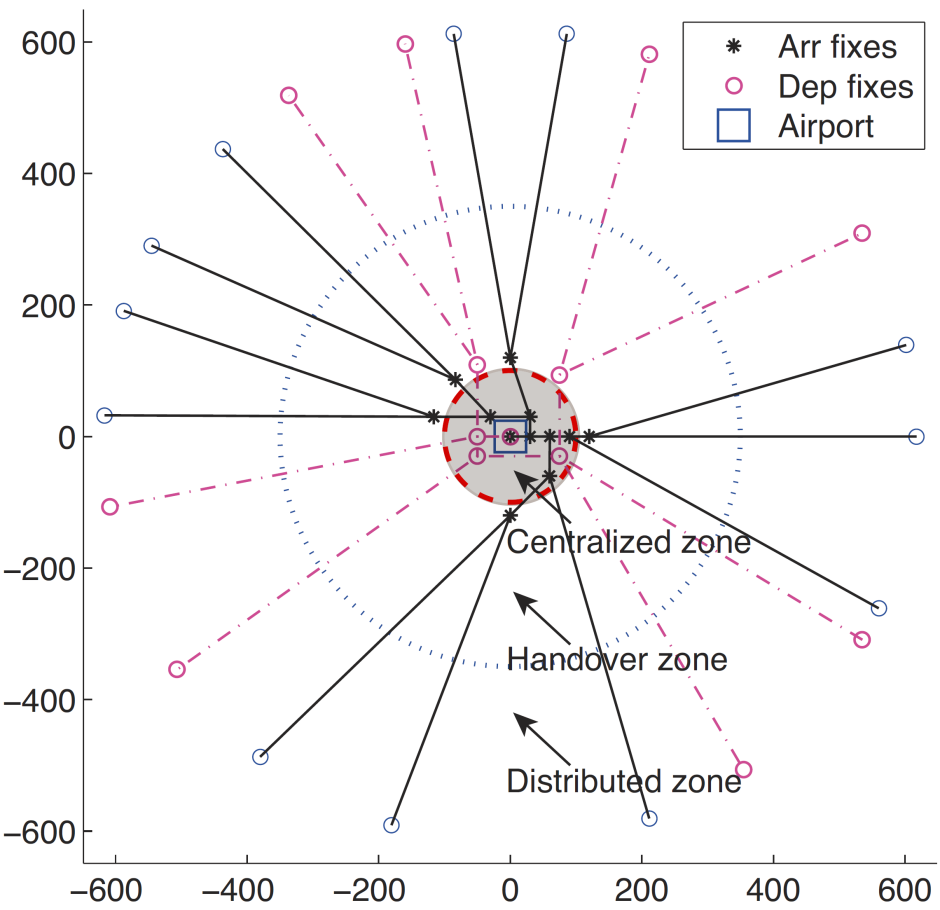 Arr fixes
Dep fixes
Airport
600
400
200
0
−200
−400
−600
Centralized zone
Handover zone
Distributed zone
−600 −400 −200 0 200 400 600